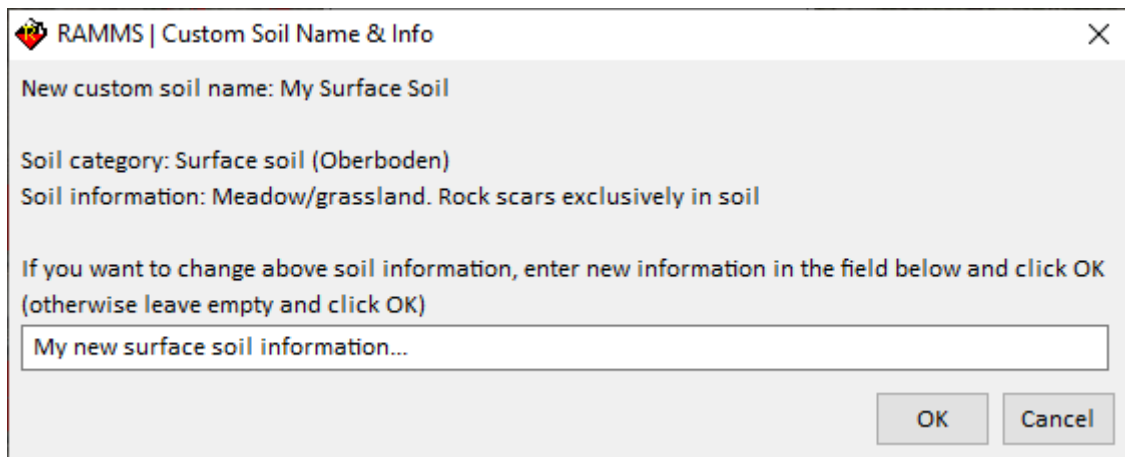 RAMMS | Custom Soil Name & Info
New custom soil name: My Surface Soil
Soil category: Surface soil (Oberboden)
Soil information: Meadow/grassland. Rock scars exclusively in soil
If you want to change above soil information, enter new information in the field below and click OK
(otherwise leave empty and click OK)
My new surface soil information...
OK Cancel